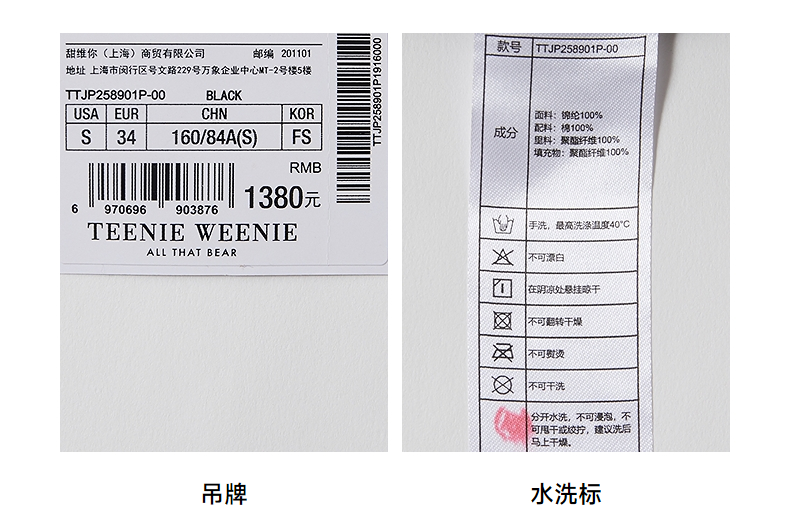 甜维你（上海）商贸有限公司 邮编 201101
地址 上海市闵行区号文路229号万象企业中心MT-2号楼5楼
TTJP258901P-00 BLACK
USA EUR CHN KOR
S 34 160/84A(S) FS
RMB
1380元
6 970696 903876
TEENIE WEENIE
ALL THAT BEAR
TTJP258901P1916000
吊牌
款号 TTJP258901P-00
成分
面料：锦纶100%
配料：棉100%
里料：聚酯纤维100%
填充物：聚酯纤维100%
手洗，最高洗涤温度40°C
不可漂白
在阴凉处悬挂晾干
不可翻转干燥
不可熨烫
不可干洗
分开水洗，不可浸泡，不
可甩干或绞拧，建议洗后
马上干燥。
水洗标